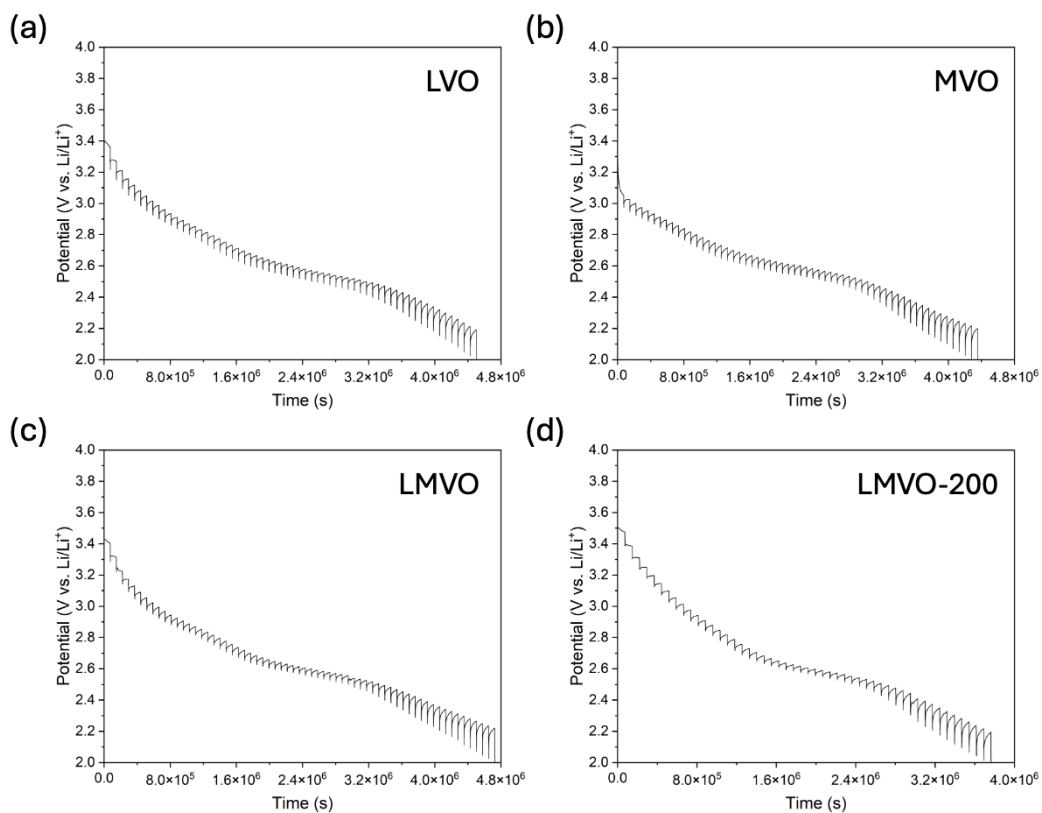 (a)
LVO
4.0
3.8
3.6
3.4
3.2
3.0
2.8
2.6
2.4
2.2
2.0
Potential (V vs. Li/Li⁺)
0.0 8.0×10⁵ 1.6×10⁶ 2.4×10⁶ 3.2×10⁶ 4.0×10⁶ 4.8×10⁶
Time (s)
(b)
MVO
4.0
3.8
3.6
3.4
3.2
3.0
2.8
2.6
2.4
2.2
2.0
Potential (V vs. Li/Li⁺)
0.0 8.0×10⁵ 1.6×10⁶ 2.4×10⁶ 3.2×10⁶ 4.0×10⁶ 4.8×10⁶
Time (s)
(c)
LMVO
4.0
3.8
3.6
3.4
3.2
3.0
2.8
2.6
2.4
2.2
2.0
Potential (V vs. Li/Li⁺)
0.0 8.0×10⁵ 1.6×10⁶ 2.4×10⁶ 3.2×10⁶ 4.0×10⁶ 4.8×10⁶
Time (s)
(d)
LMVO-200
4.0
3.8
3.6
3.4
3.2
3.0
2.8
2.6
2.4
2.2
2.0
Potential (V vs. Li/Li⁺)
0.0 8.0×10⁵ 1.6×10⁶ 2.4×10⁶ 3.2×10⁶ 4.0×10⁶
Time (s)